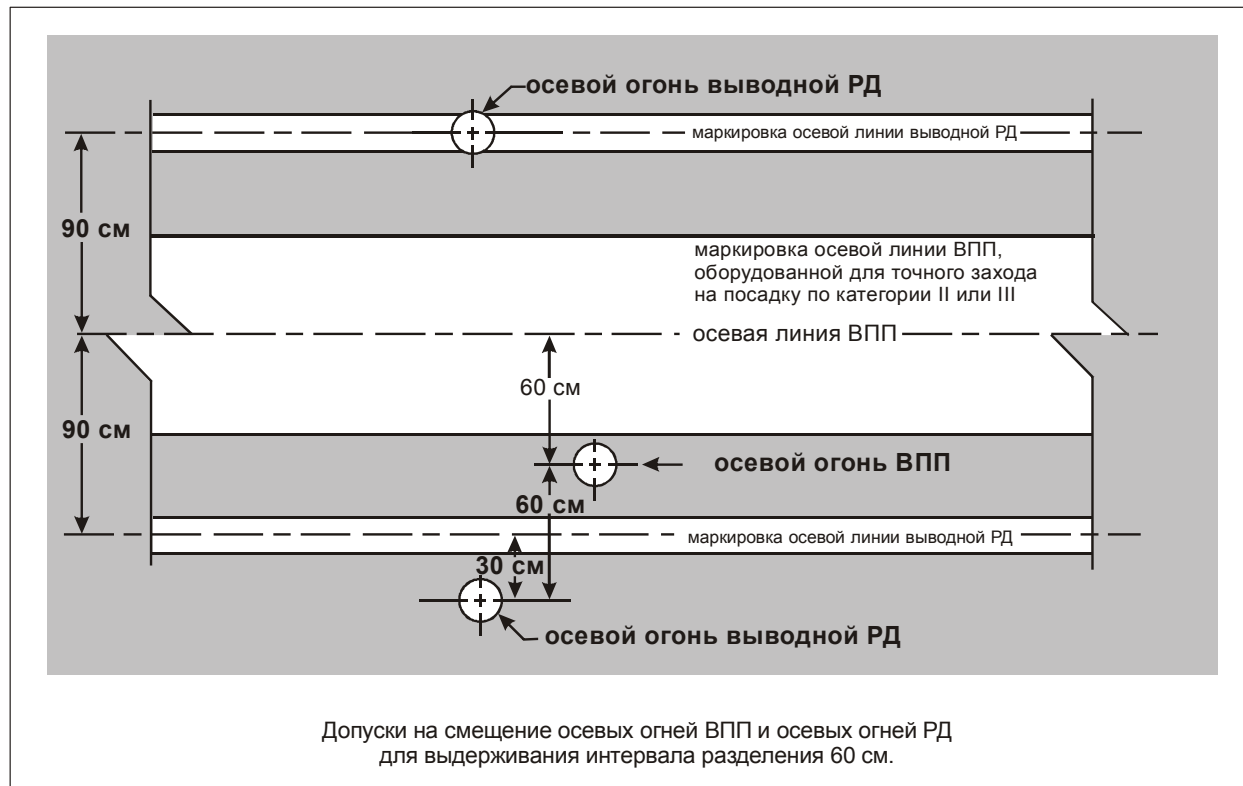 осевой огонь выводной РД
маркировка осевой линии выводной РД
90 см
маркировка осевой линии ВПП,
оборудованной для точного захода
на посадку по категории II или III
осевая линия ВПП
60 см
90 см
осевой огонь ВПП
60 см
маркировка осевой линии выводной РД
30 см
осевой огонь выводной РД
Допуски на смещение осевых огней ВПП и осевых огней РД
для выдерживания интервала разделения 60 см.